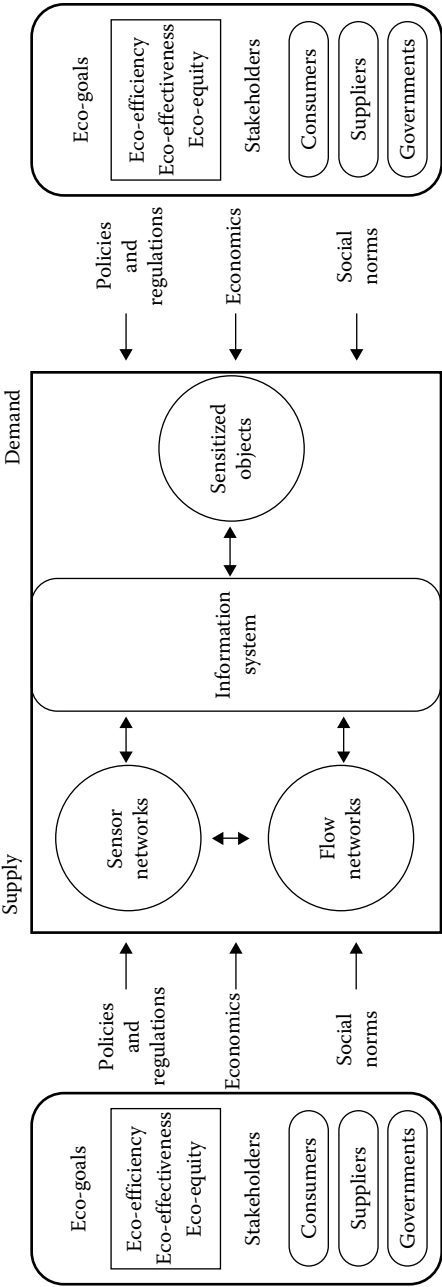 Eco-goals
Eco-efficiency
Eco-effectiveness
Eco-equity
Stakeholders
Consumers
Suppliers
Governments
Policies
and
regulations
Economics
Social
norms
Supply
Demand
Sensor
networks
Flow
networks
Information
system
Sensitized
objects
Policies
and
regulations
Economics
Social
norms
Eco-goals
Eco-efficiency
Eco-effectiveness
Eco-equity
Stakeholders
Consumers
Suppliers
Governments